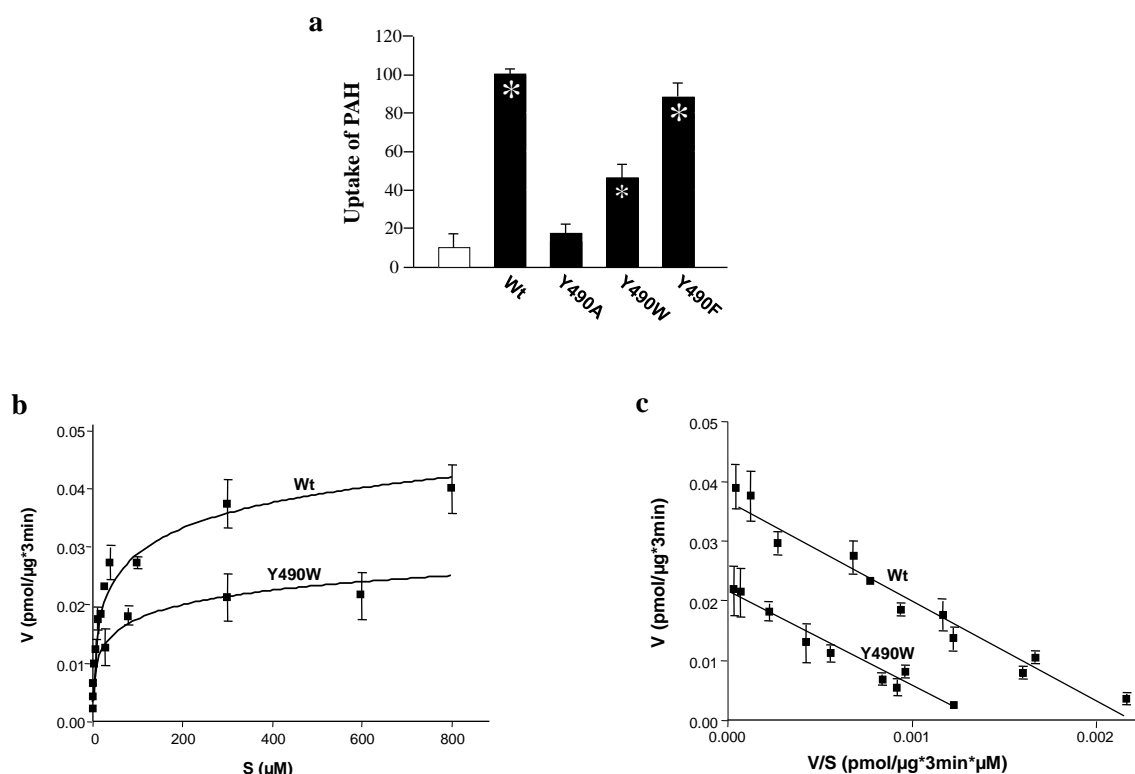 a
Uptake of PAH
120
100
80
60
40
20
0
*
*
*
Wt
Y490A
Y490W
Y490F
b
V (pmol/µg*3min)
0.05
0.04
0.03
0.02
0.01
0.00
Wt
Y490W
0
200
400
600
800
S (µM)
c
V (pmol/µg*3min)
0.05
0.04
0.03
0.02
0.01
0.00
Wt
Y490W
0.000
0.001
0.002
V/S (pmol/µg*3min*µM)